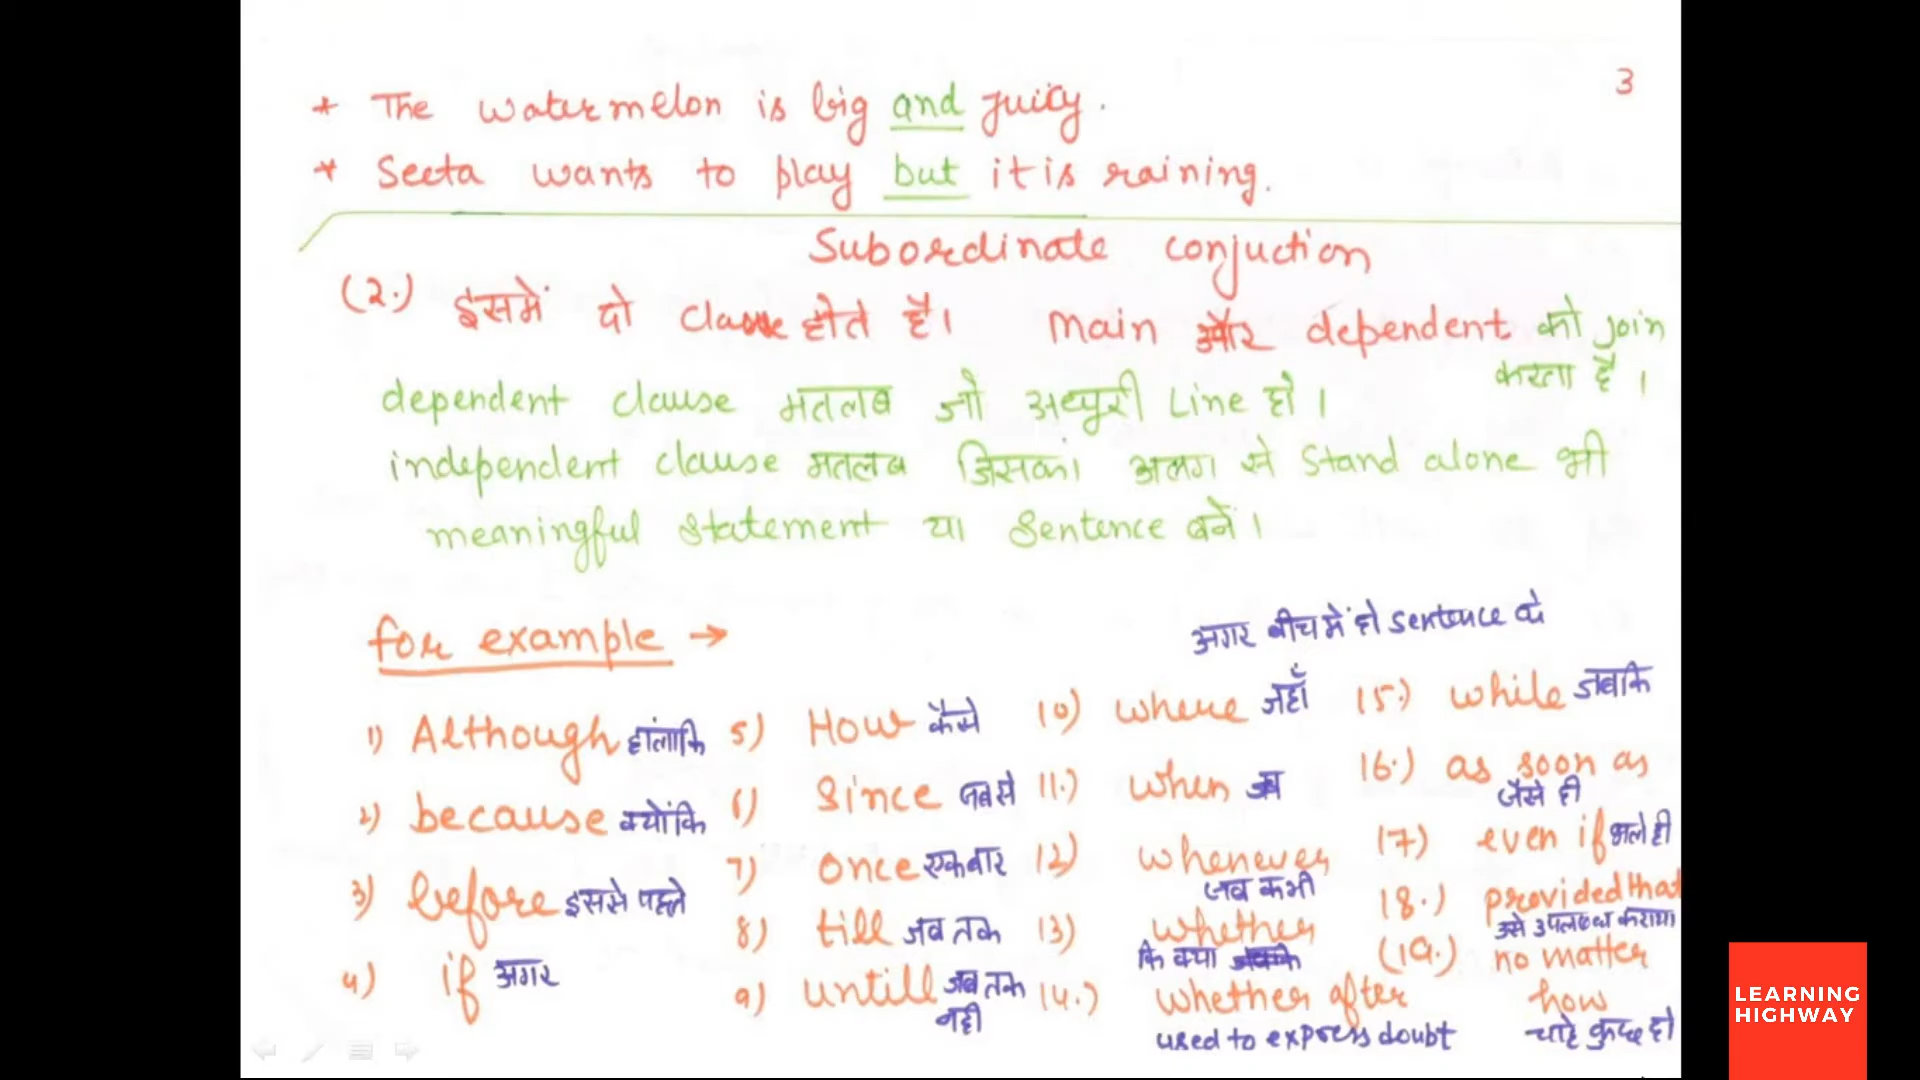 3
* The watermelon is big and juicy.
* Seeta wants to play but it is raining.
Subordinate conjuction
(2.) इसमें दो clause होते है। main और dependent को join
करता है।
dependent clause मतलब जो अधूरी Line हो।
independent clause मतलब जिसका अलग से stand alone भी
meaningful statement या sentence बने।
for example →
अगर बीच में हो sentence के
1) Although हांलाकि
2) because क्योंकि
3) before इससे पहले
4) if अगर
5) How कैसे
6) Since जबसे
7) once एकबार
8) till जब तक
9) untill जब तक
नही
10) where जहाँ
11.) when जब
12) whenever
जब कभी
13) whether
कि क्या
14.) whether after
used to express doubt
15.) while जबकि
16.) as soon as
जैसे ही
17) even if भले ही
18.) provided that
उसे उपलब्ध कराया
(19.) no matter
how
चाहे कुछ हो
LEARNING
HIGHWAY